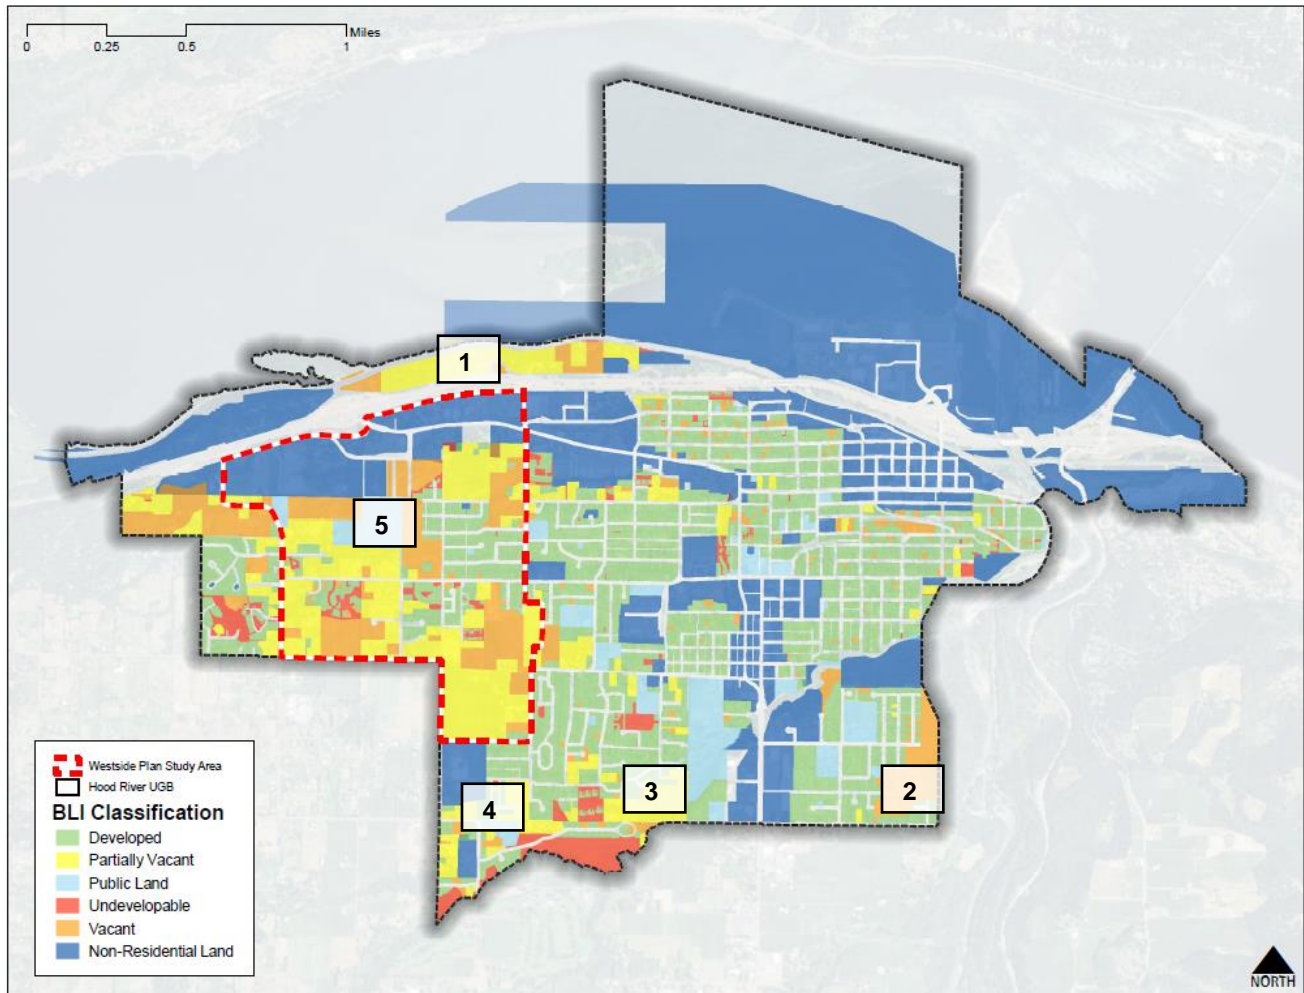 Miles
0 0.25 0.5 1
1
5
4
3
2
Westside Plan Study Area
Hood River UGB
BLI Classification
Developed
Partially Vacant
Public Land
Undevelopable
Vacant
Non-Residential Land
NORTH